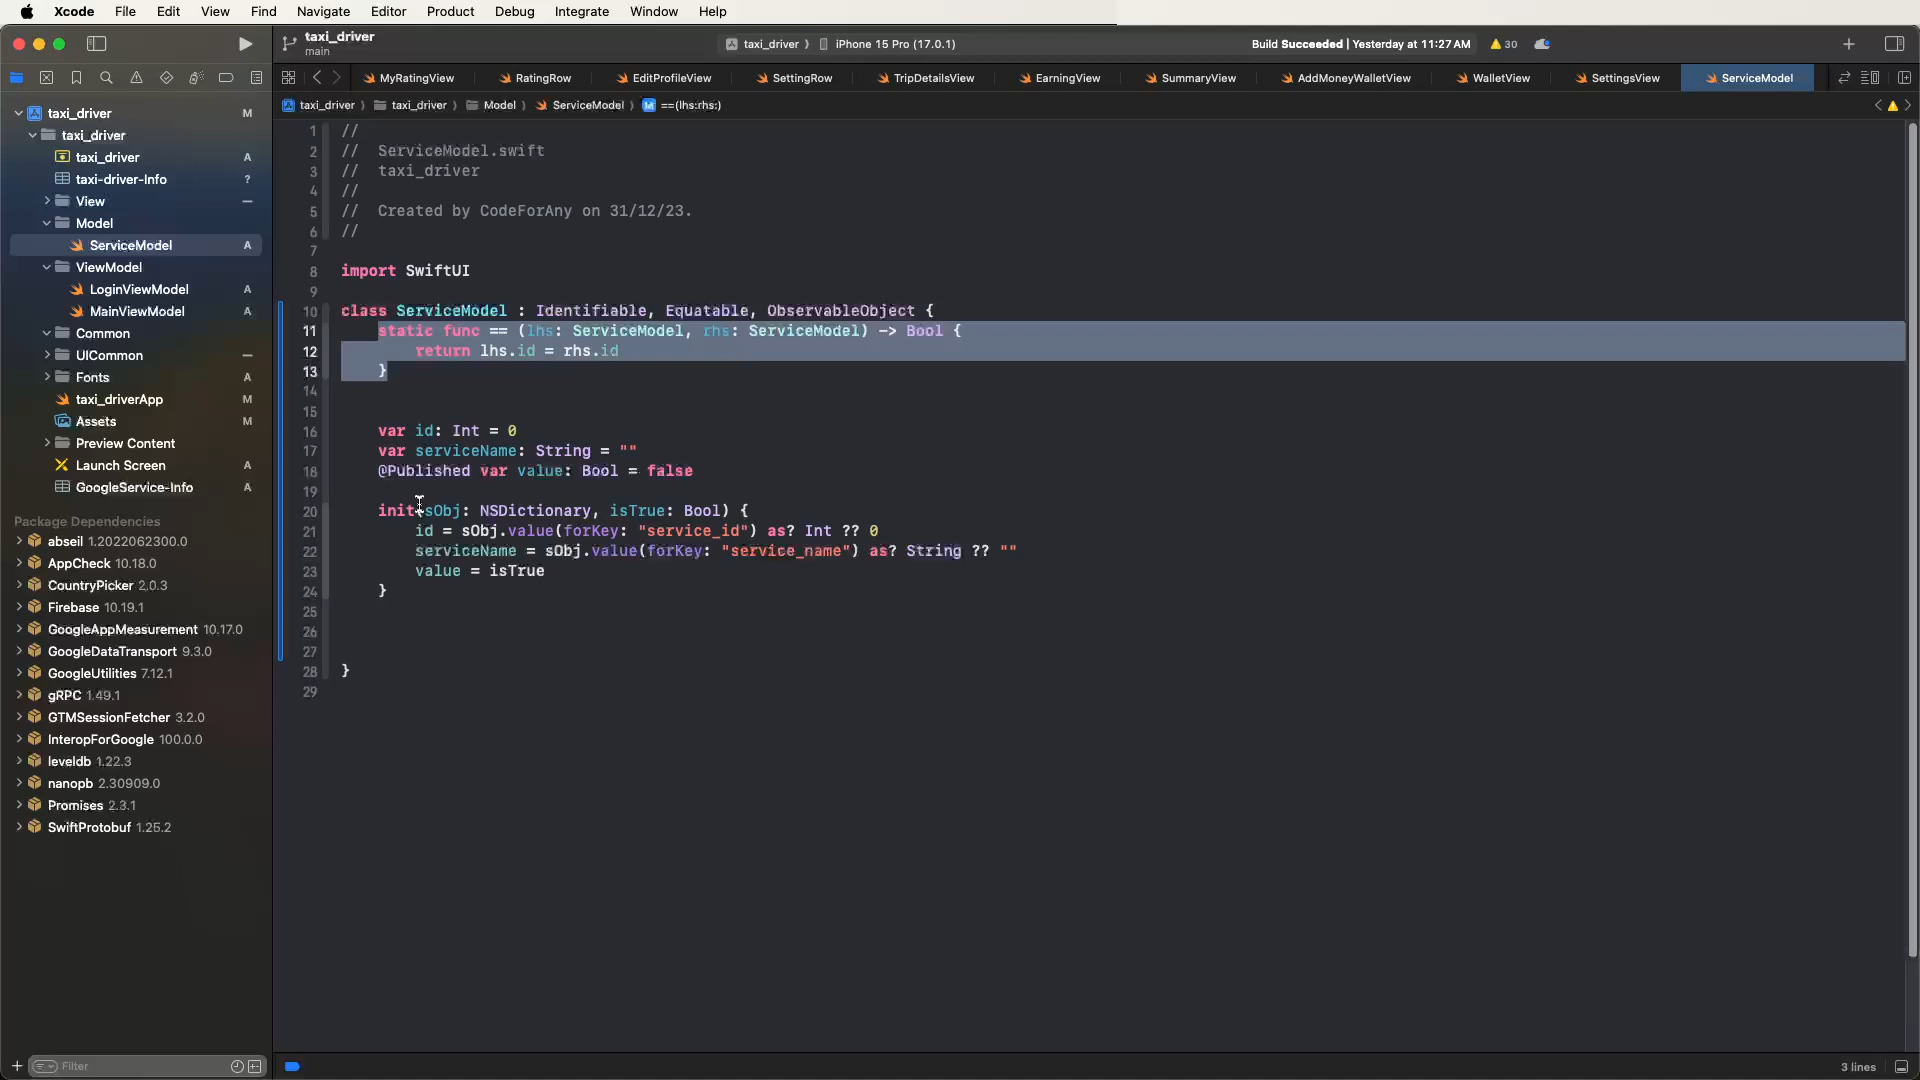 Xcode File Edit View Find Navigate Editor Product Debug Integrate Window Help
taxi_driver
main
taxi_driver 〉 iPhone 15 Pro (17.0.1)
Build Succeeded | Yesterday at 11:27 AM
30
MyRatingView RatingRow EditProfileView SettingRow TripDetailsView EarningView SummaryView AddMoneyWalletView WalletView SettingsView ServiceModel
taxi_driver 〉 taxi_driver 〉 Model 〉 ServiceModel 〉 M ==(lhs:rhs:)
taxi_driver M
taxi_driver
taxi_driver A
taxi-driver-Info ?
View
Model
ServiceModel A
ViewModel
LoginViewModel A
MainViewModel A
Common
UICommon
Fonts A
taxi_driverApp M
Assets M
Preview Content
Launch Screen A
GoogleService-Info A
Package Dependencies
abseil 1.2022062300.0
AppCheck 10.18.0
CountryPicker 2.0.3
Firebase 10.19.1
GoogleAppMeasurement 10.17.0
GoogleDataTransport 9.3.0
GoogleUtilities 7.12.1
gRPC 1.49.1
GTMSessionFetcher 3.2.0
InteropForGoogle 100.0.0
leveldb 1.22.3
nanopb 2.30909.0
Promises 2.3.1
SwiftProtobuf 1.25.2
Filter
1 //
2 // ServiceModel.swift
3 // taxi_driver
4 //
5 // Created by CodeForAny on 31/12/23.
6 //
7
8 import SwiftUI
9
10 class ServiceModel : Identifiable, Equatable, ObservableObject {
11 static func == (lhs: ServiceModel, rhs: ServiceModel) -> Bool {
12 return lhs.id = rhs.id
13 }
14
15
16 var id: Int = 0
17 var serviceName: String = ""
18 @Published var value: Bool = false
19
20 init(sObj: NSDictionary, isTrue: Bool) {
21 id = sObj.value(forKey: "service_id") as? Int ?? 0
22 serviceName = sObj.value(forKey: "service_name") as? String ?? ""
23 value = isTrue
24 }
25
26
27
28 }
29
3 lines